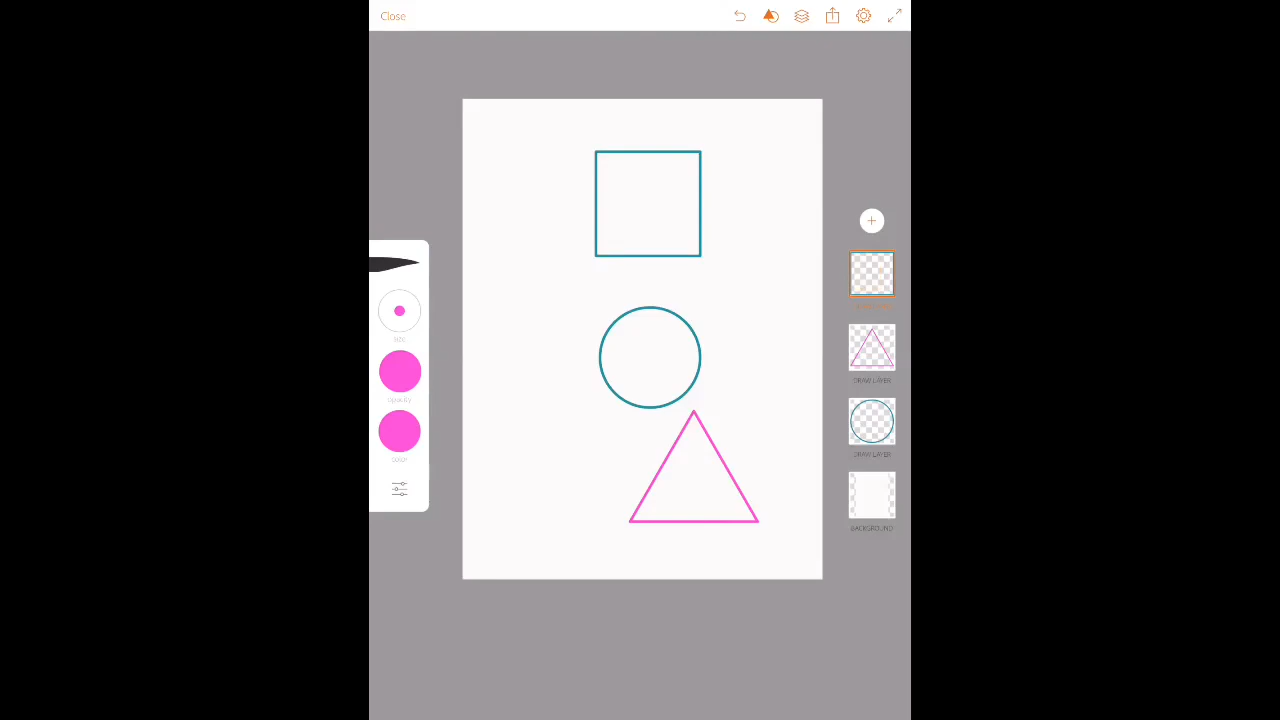 Close
Size
Opacity
Color
DRAW LAYER
DRAW LAYER
BACKGROUND